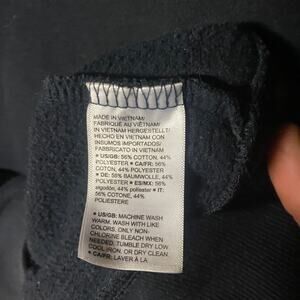 MADE IN VIETNAM/
FABRIQUÉ AU VIÊTNAM/
IN VIETNAM HERGESTELLT/
HECHO EN VIETNAM CON
INSUMOS IMPORTADOS/
FABBRICATO IN VIETNAM
• US/GB: 56% COTTON, 44%
POLYESTER • CA/FR: 56%
COTON, 44% POLYESTER
• DE: 56% BAUMWOLLE, 44%
POLYESTER • ES/MX: 56%
algodón, 44% poliéster • IT:
56% COTONE, 44%
POLIESTERE
• US/GB: MACHINE WASH
WARM, WASH WITH LIKE
COLORS, ONLY NON-
CHLORINE BLEACH WHEN
NEEDED, TUMBLE DRY LOW,
COOL IRON, OR DRY CLEAN.
• CA/FR: LAVER À LA